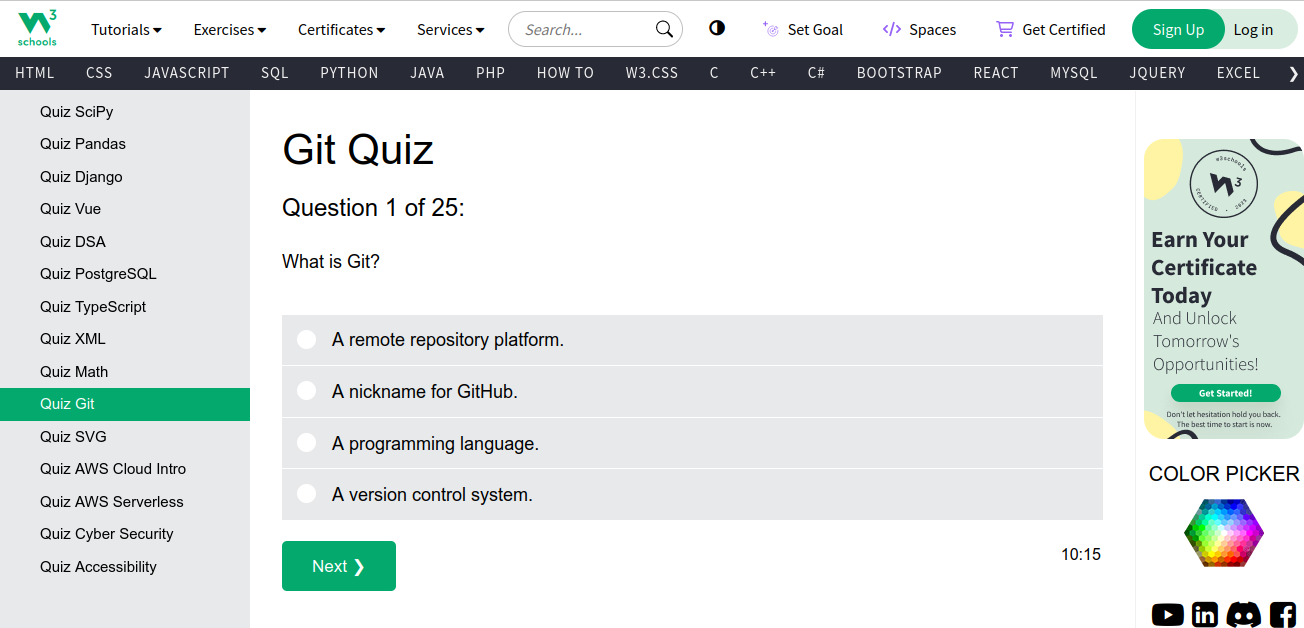 3
schools
Tutorials
Exercises
Certificates
Services
Search...
Set Goal
Spaces
Get Certified
Sign Up
Log in
HTML CSS JAVASCRIPT SQL PYTHON JAVA PHP HOW TO W3.CSS C C++ C# BOOTSTRAP REACT MYSQL JQUERY EXCEL ❯
Quiz SciPy
Quiz Pandas
Quiz Django
Quiz Vue
Quiz DSA
Quiz PostgreSQL
Quiz TypeScript
Quiz XML
Quiz Math
Quiz Git
Quiz SVG
Quiz AWS Cloud Intro
Quiz AWS Serverless
Quiz Cyber Security
Quiz Accessibility
Git Quiz
Question 1 of 25:
What is Git?
A remote repository platform.
A nickname for GitHub.
A programming language.
A version control system.
Next ❯
10:15
w3schools
3
CERTIFIED . 2025
Earn Your
Certificate
Today
And Unlock
Tomorrow's
Opportunities!
Get Started!
Don't let hesitation hold you back.
The best time to start is now.
COLOR PICKER
in